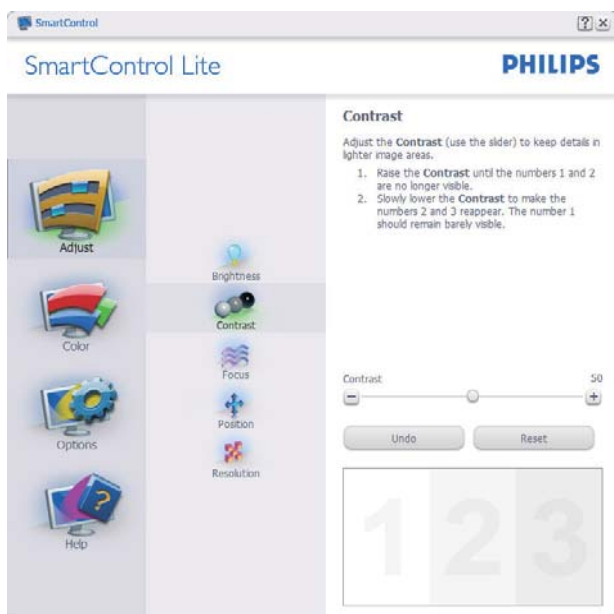 SmartControl
SmartControl Lite
PHILIPS
Adjust
Color
Options
Help
Brightness
Contrast
Focus
Position
Resolution
Contrast
Adjust the Contrast (use the slider) to keep details in
lighter image areas.
1. Raise the Contrast until the numbers 1 and 2
are no longer visible.
2. Slowly lower the Contrast to make the
numbers 2 and 3 reappear. The number 1
should remain barely visible.
Contrast 50
Undo Reset
1 2 3